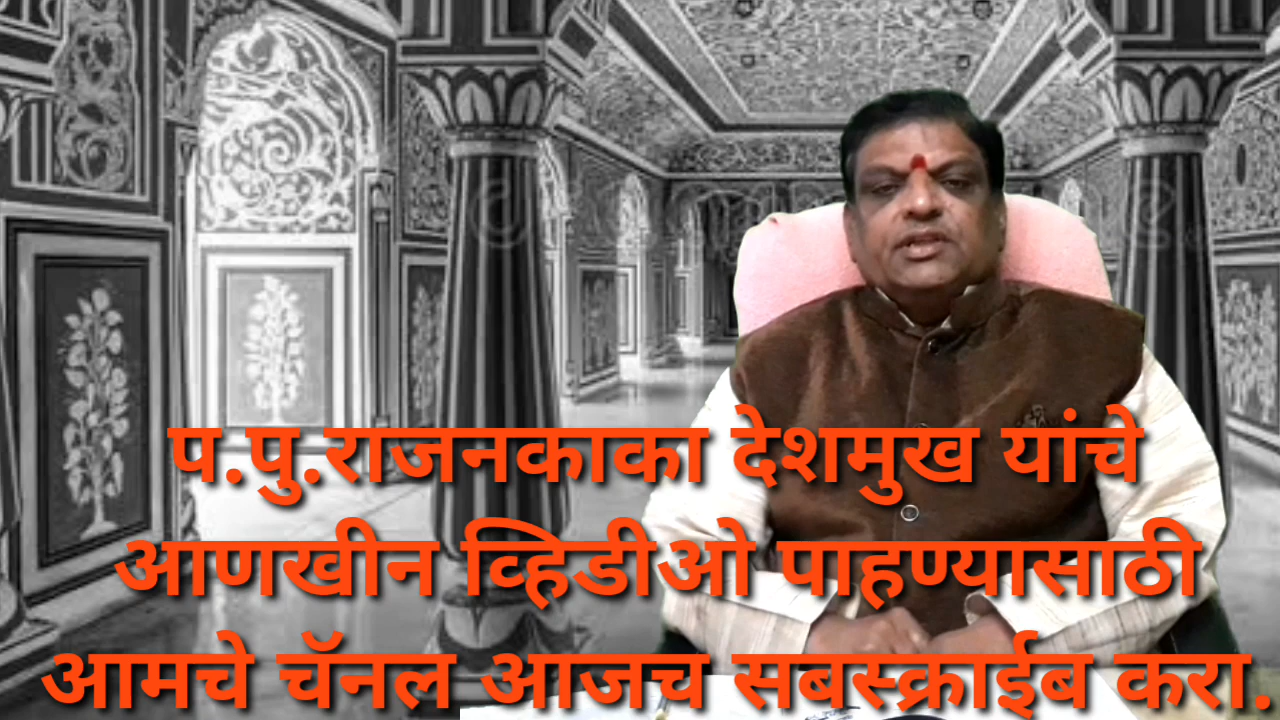 प.पु.राजनकाका देशमुख यांचे
आणखीन व्हिडीओ पाहण्यासाठी
आमचे चॅनल आजच सबस्क्राईब करा.